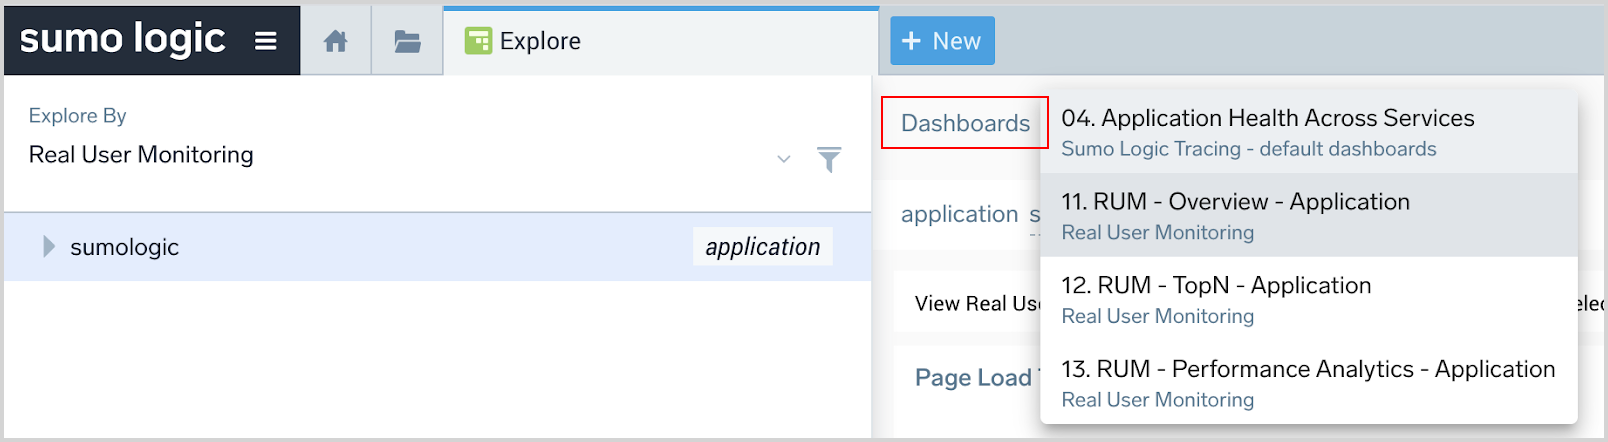 sumo logic
Explore
+ New
Explore By
Real User Monitoring
sumologic
application
Dashboards
04. Application Health Across Services
Sumo Logic Tracing - default dashboards
11. RUM - Overview - Application
Real User Monitoring
12. RUM - TopN - Application
Real User Monitoring
13. RUM - Performance Analytics - Application
Real User Monitoring
application s
View Real Us
Page Load